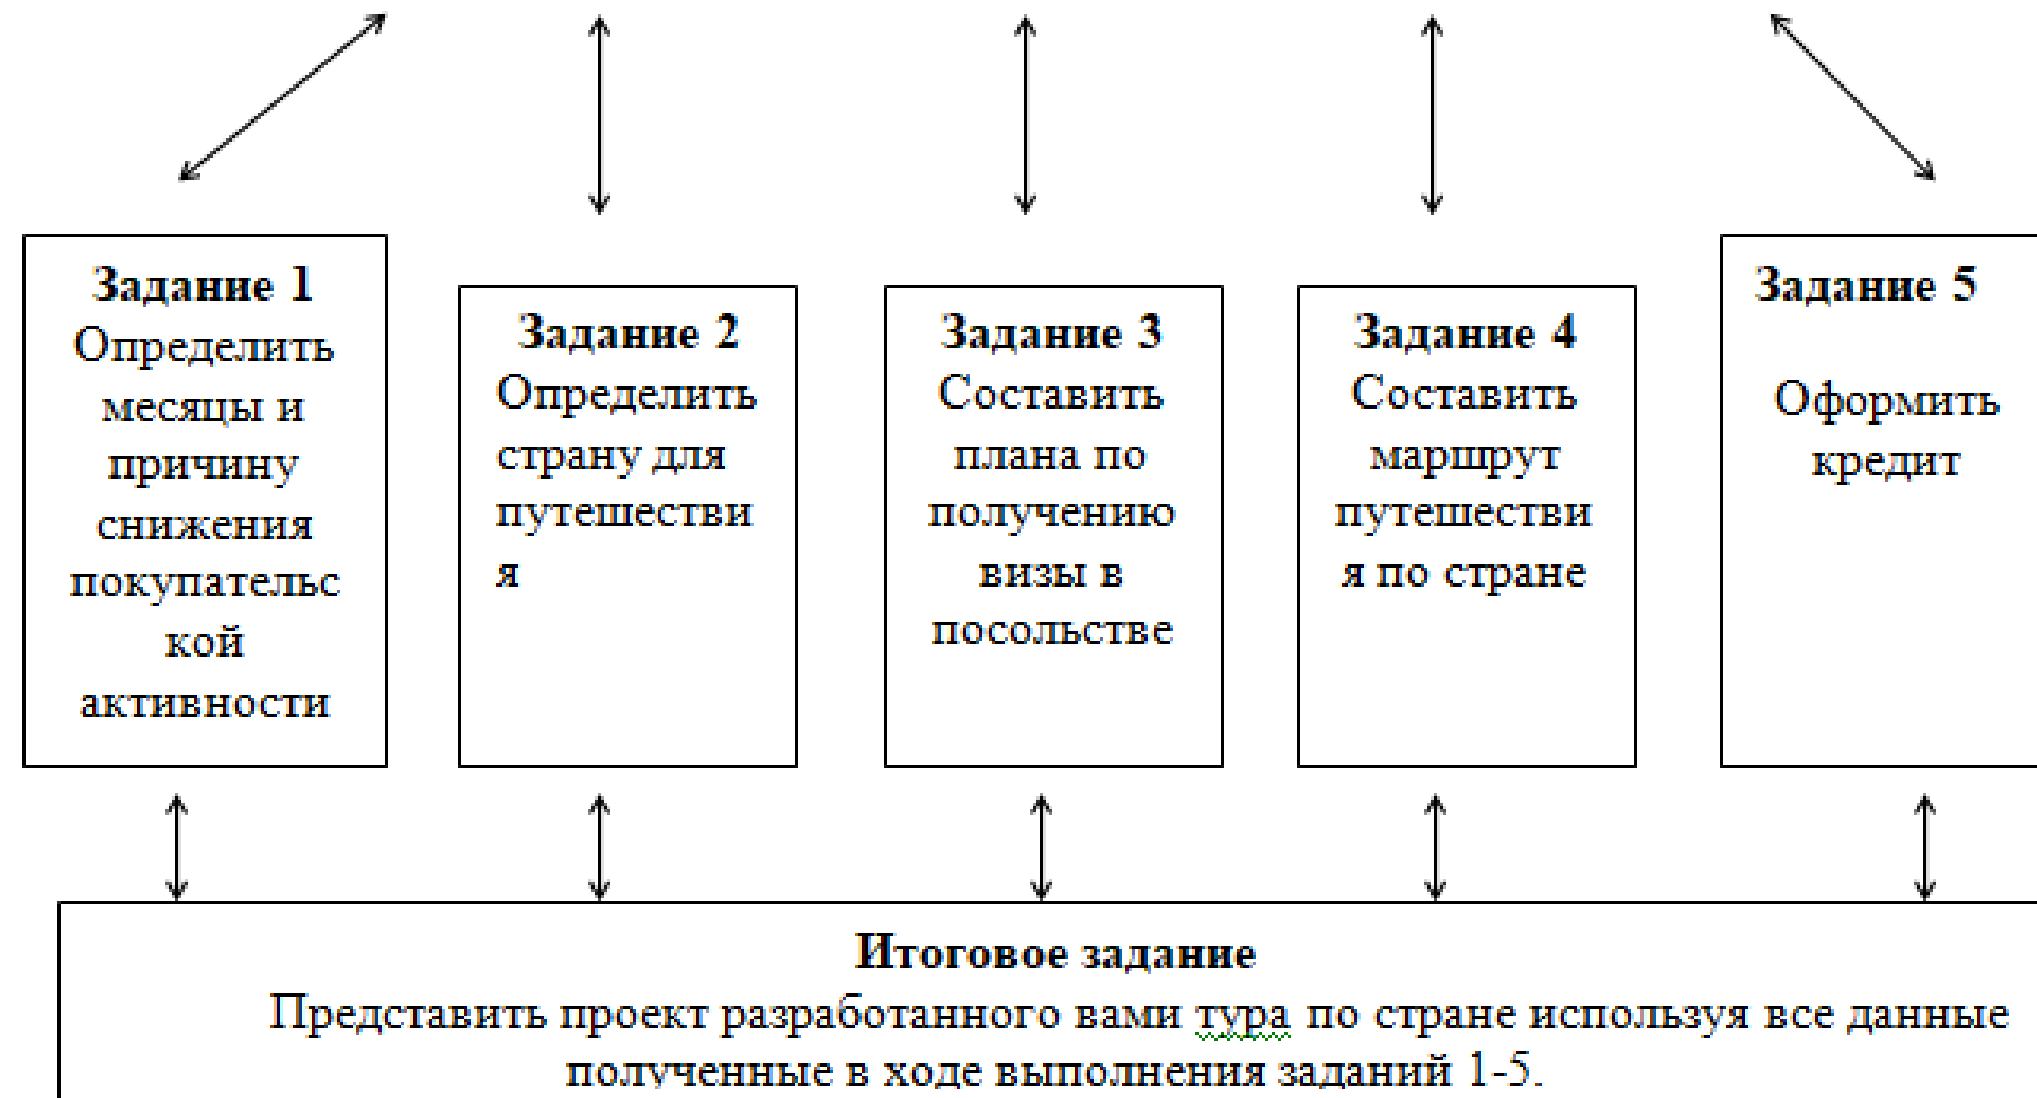 Задание 1
Определить
месяцы и
причину
снижения
покупательс
кой
активности
Задание 2
Определить
страну для
путешестви
я
Задание 3
Составить
плана по
получению
визы в
посольстве
Задание 4
Составить
маршрут
путешестви
я по стране
Задание 5
Оформить
кредит
Итоговое задание
Представить проект разработанного вами тура по стране используя все данные
полученные в ходе выполнения заданий 1-5.